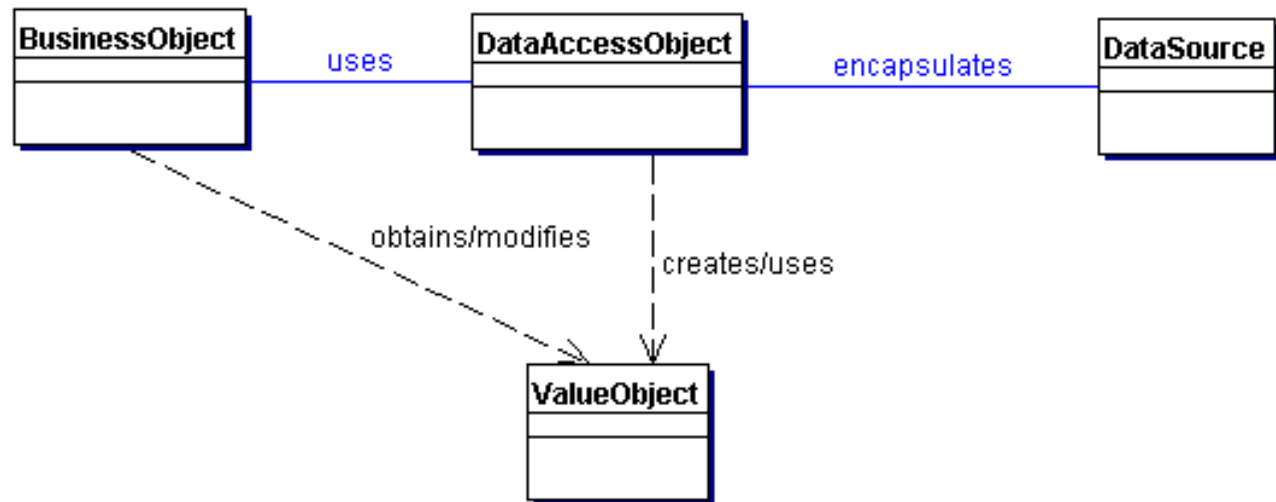 BusinessObject
uses
DataAccessObject
encapsulates
DataSource
obtains/modifies
creates/uses
ValueObject